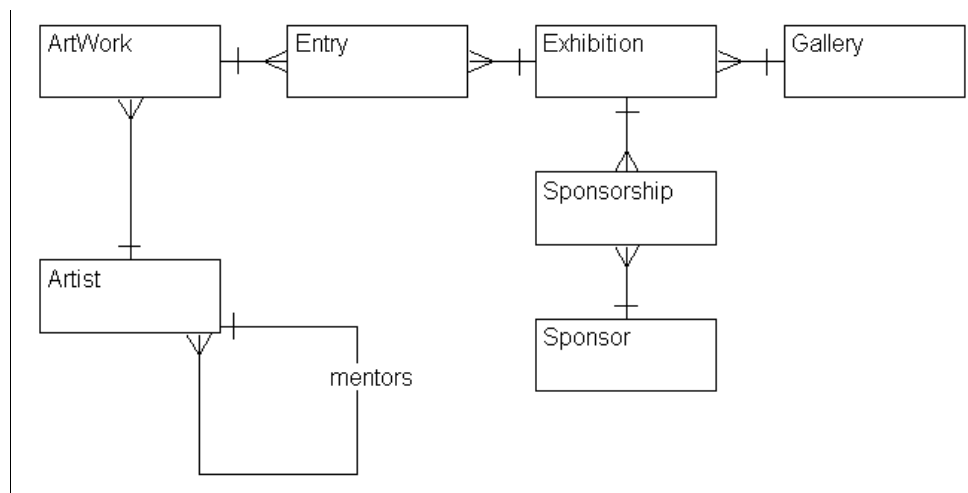 ArtWork
Entry
Exhibition
Gallery
Sponsorship
Artist
Sponsor
mentors